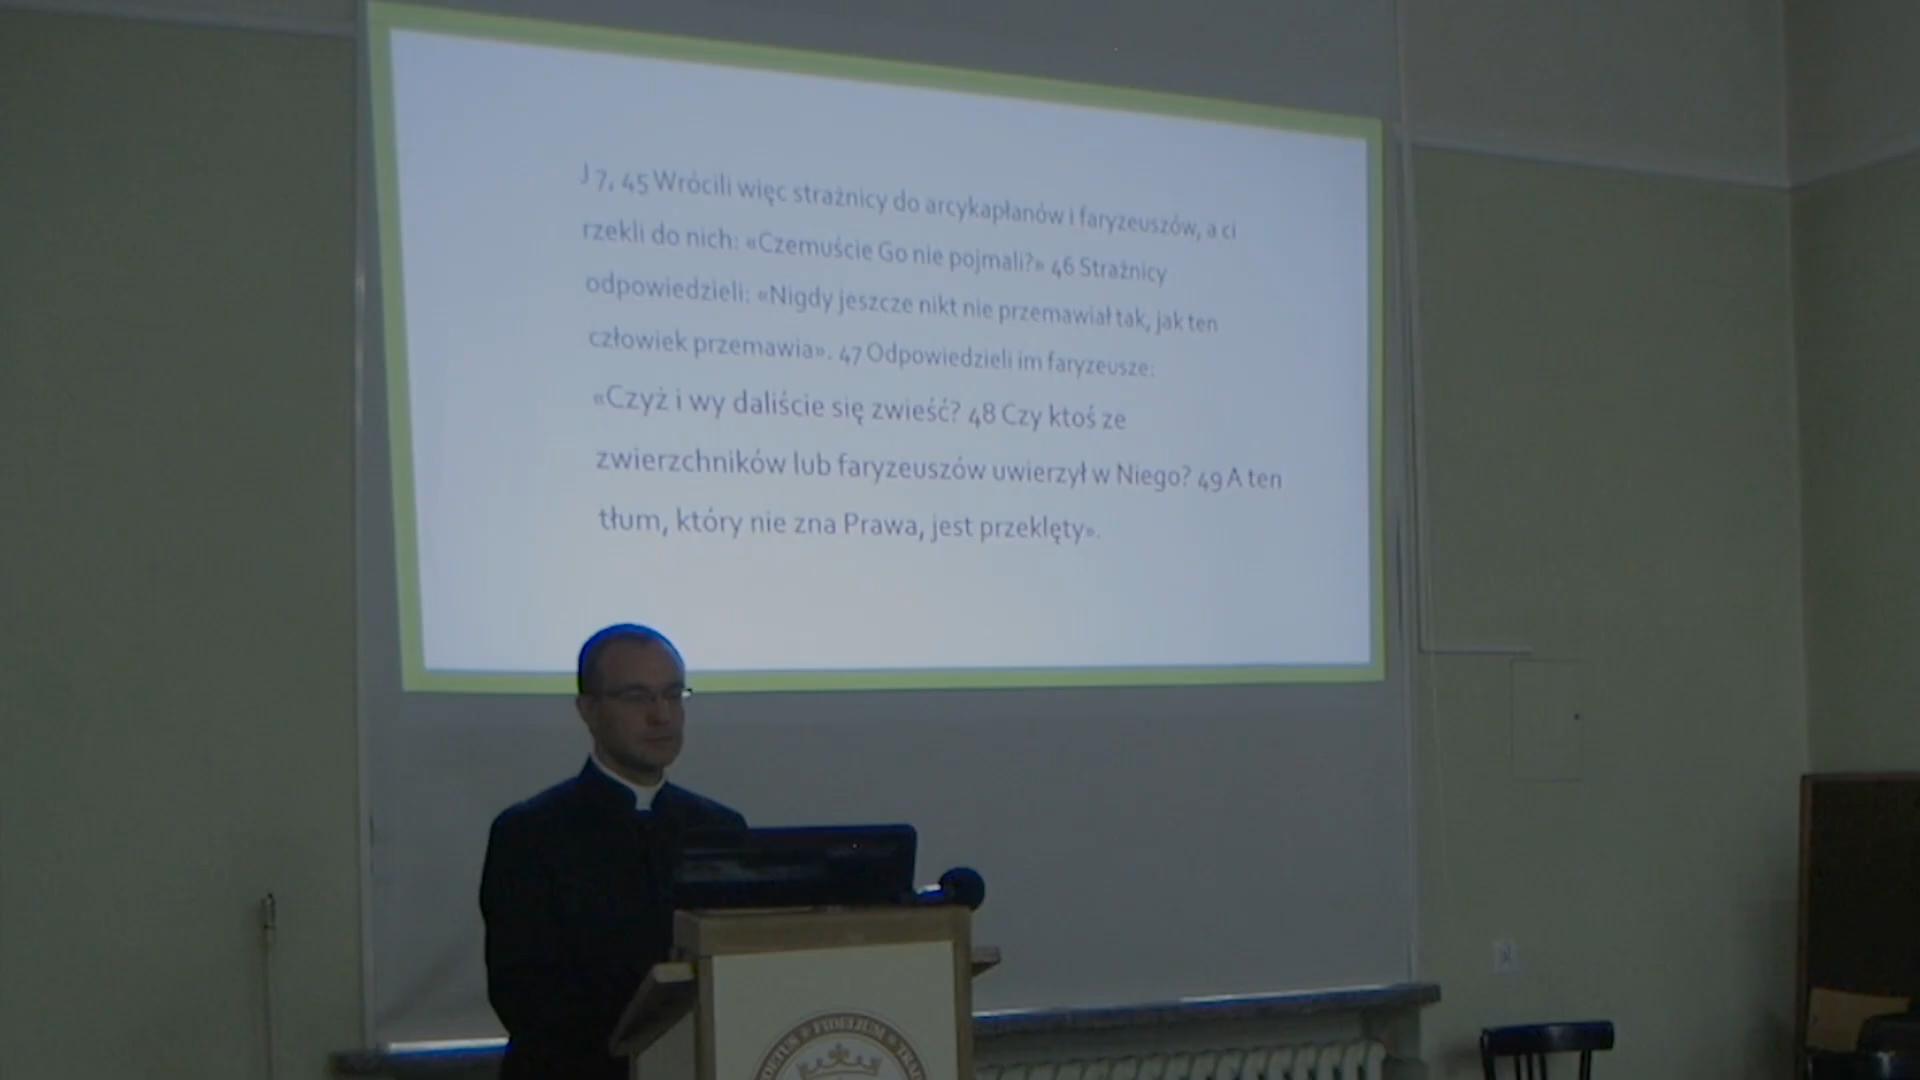 J 7, 45 Wrócili więc strażnicy do arcykapłanów i faryzeuszów, a ci
rzekli do nich: «Czemuście Go nie pojmali?» 46 Strażnicy
odpowiedzieli: «Nigdy jeszcze nikt nie przemawiał tak, jak ten
człowiek przemawia». 47 Odpowiedzieli im faryzeusze:
«Czyż i wy daliście się zwieść? 48 Czy ktoś ze
zwierzchników lub faryzeuszów uwierzył w Niego? 49 A ten
tłum, który nie zna Prawa, jest przeklęty».
FIDELIUM